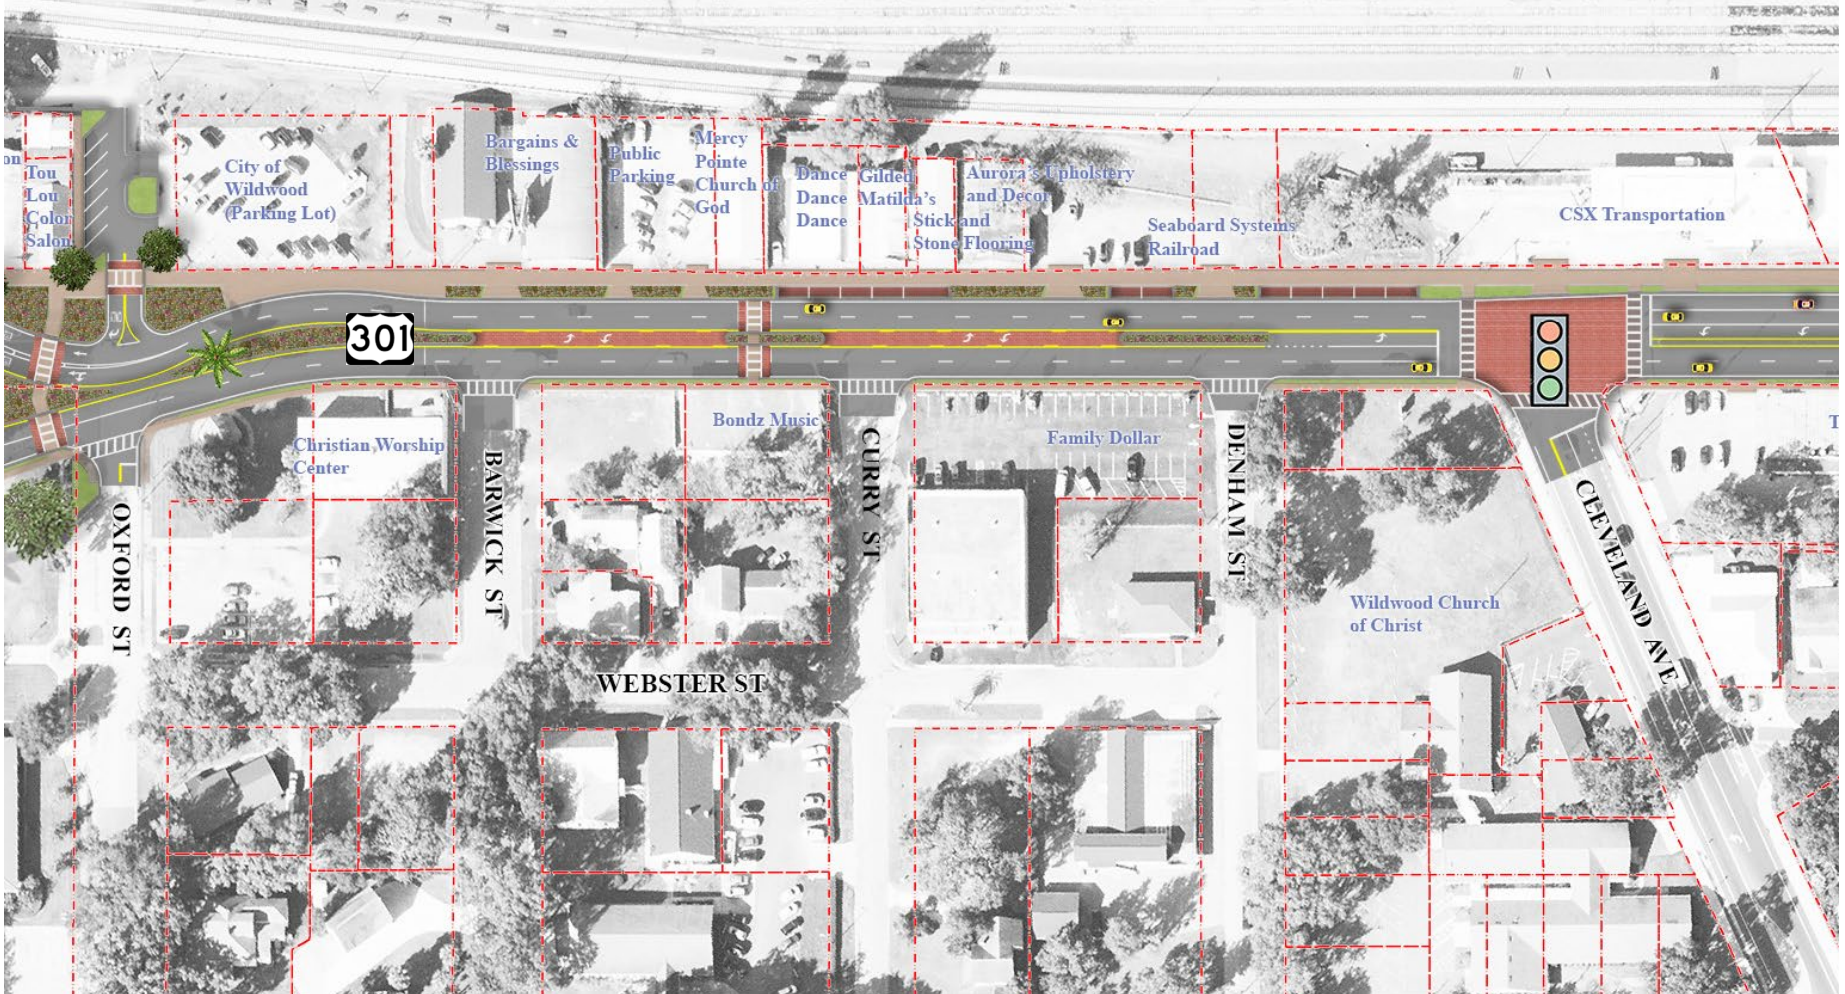 on
Tou
Lou
Color
Salon
City of
Wildwood
(Parking Lot)
Bargains &
Blessings
Public
Parking
Mercy
Pointe
Church of
God
Dance
Dance
Dance
Gilded
Matilda's
Stick and
Stone Flooring
Aurora's Upholstery
and Decor
Seaboard Systems
Railroad
CSX Transportation
301
Christian Worship
Center
Bondz Music
Family Dollar
T
OXFORD ST
BARWICK ST
CURRY ST
DENHAM ST
CLEVELAND AVE
Wildwood Church
of Christ
WEBSTER ST